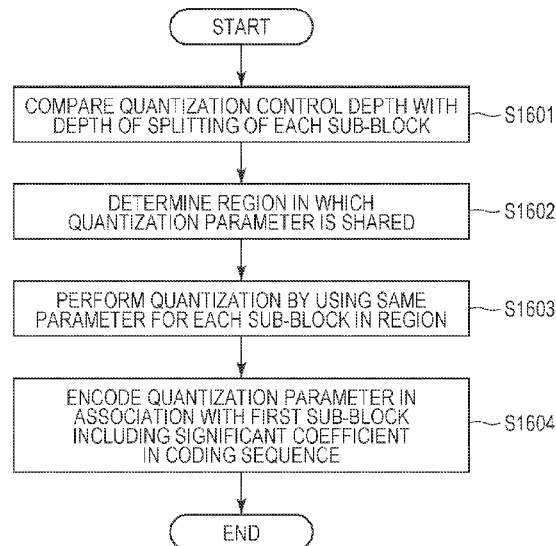 START
COMPARE QUANTIZATION CONTROL DEPTH WITH
DEPTH OF SPLITTING OF EACH SUB-BLOCK
S1601
DETERMINE REGION IN WHICH
QUANTIZATION PARAMETER IS SHARED
S1602
PERFORM QUANTIZATION BY USING SAME
PARAMETER FOR EACH SUB-BLOCK IN REGION
S1603
ENCODE QUANTIZATION PARAMETER IN
ASSOCIATION WITH FIRST SUB-BLOCK
INCLUDING SIGNIFICANT COEFFICIENT
IN CODING SEQUENCE
S1604
END